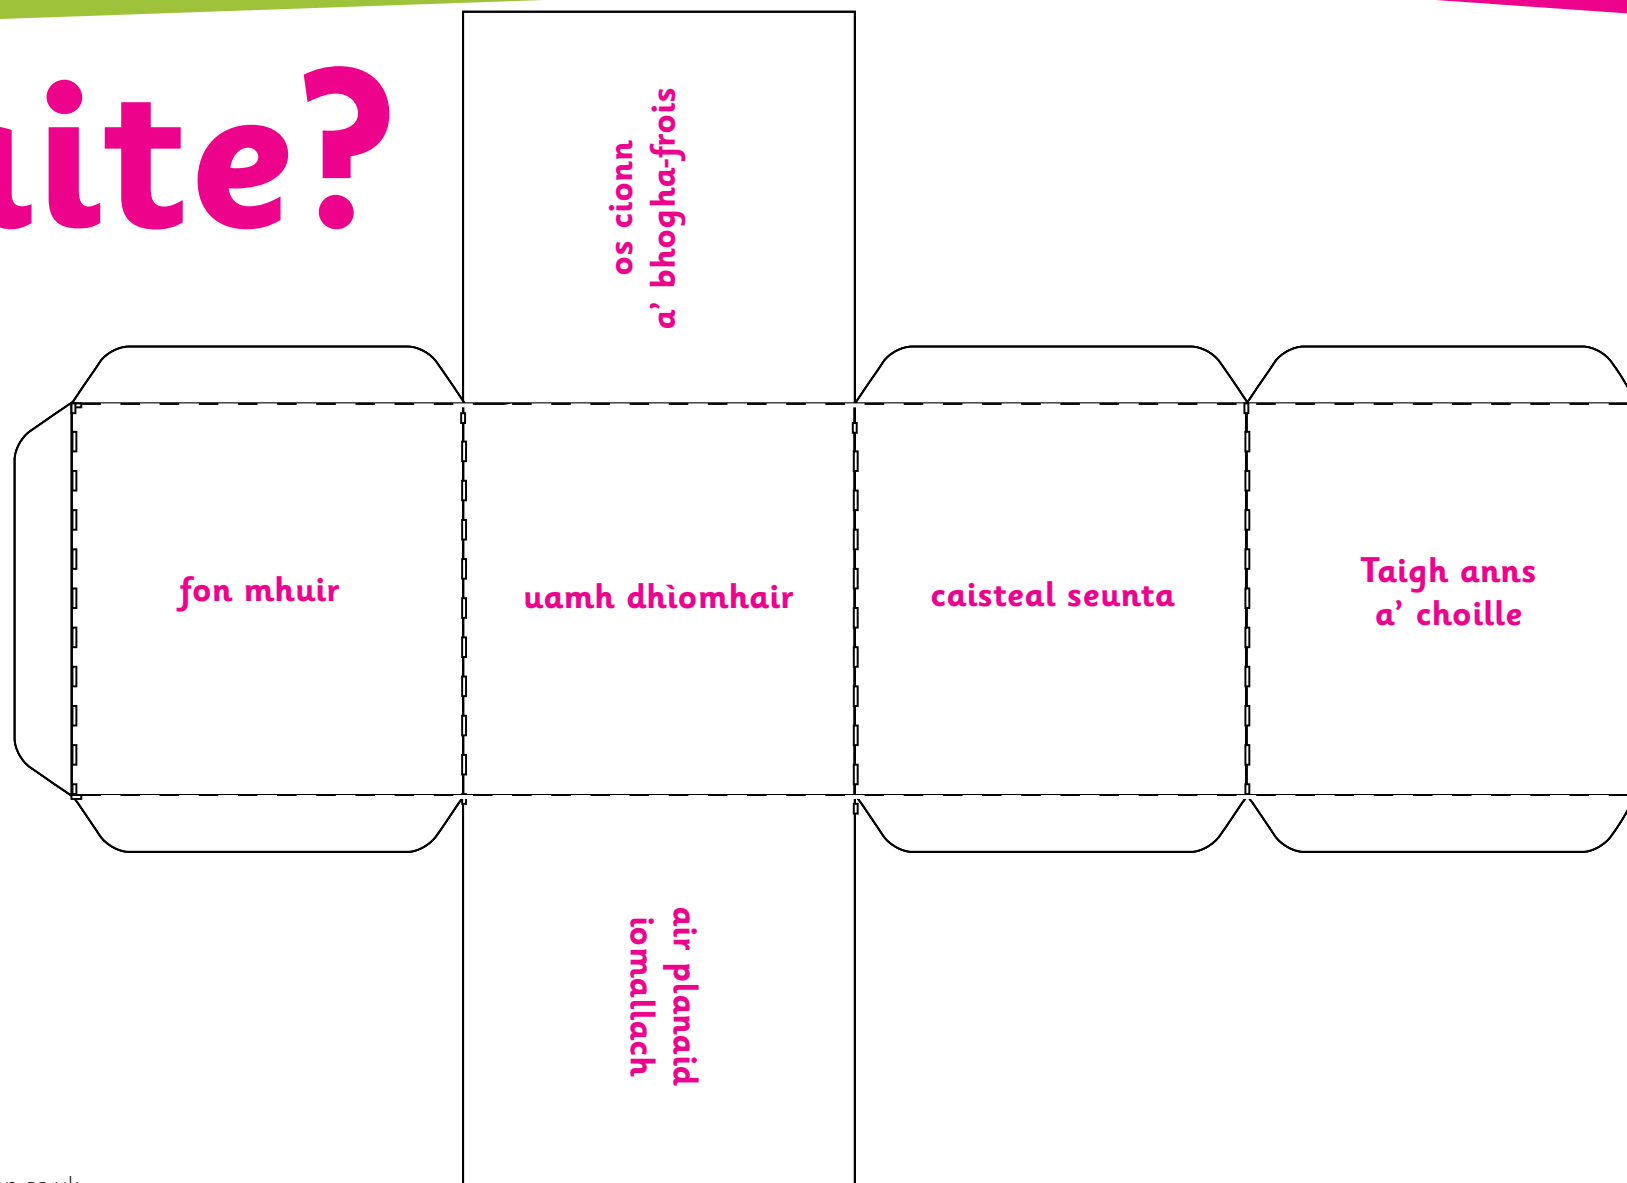 ite?
os cionn
a' bhogha-frois
fon mhuir
uamh dhìomhair
caisteal seunta
Taigh anns
a' choille
air planaid
iomallach